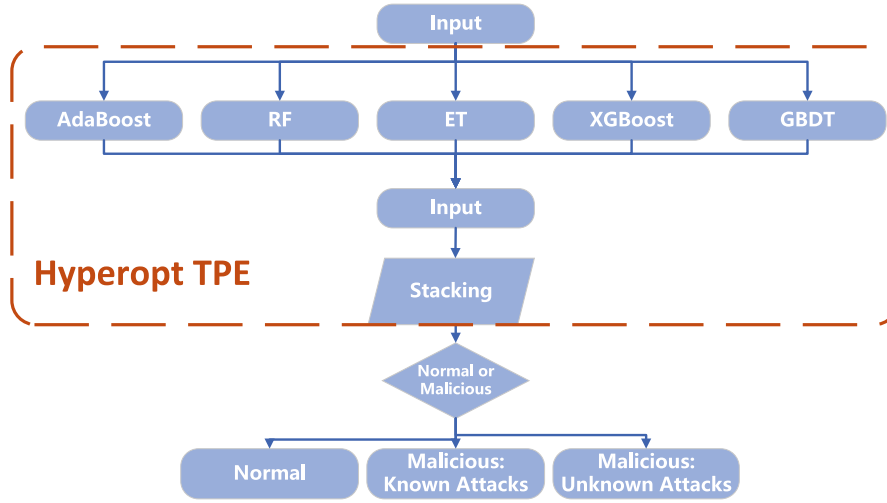 Input
AdaBoost
RF
ET
XGBoost
GBDT
Input
Hyperopt TPE
Stacking
Normal or
Malicious
Normal
Malicious:
Known Attacks
Malicious:
Unknown Attacks